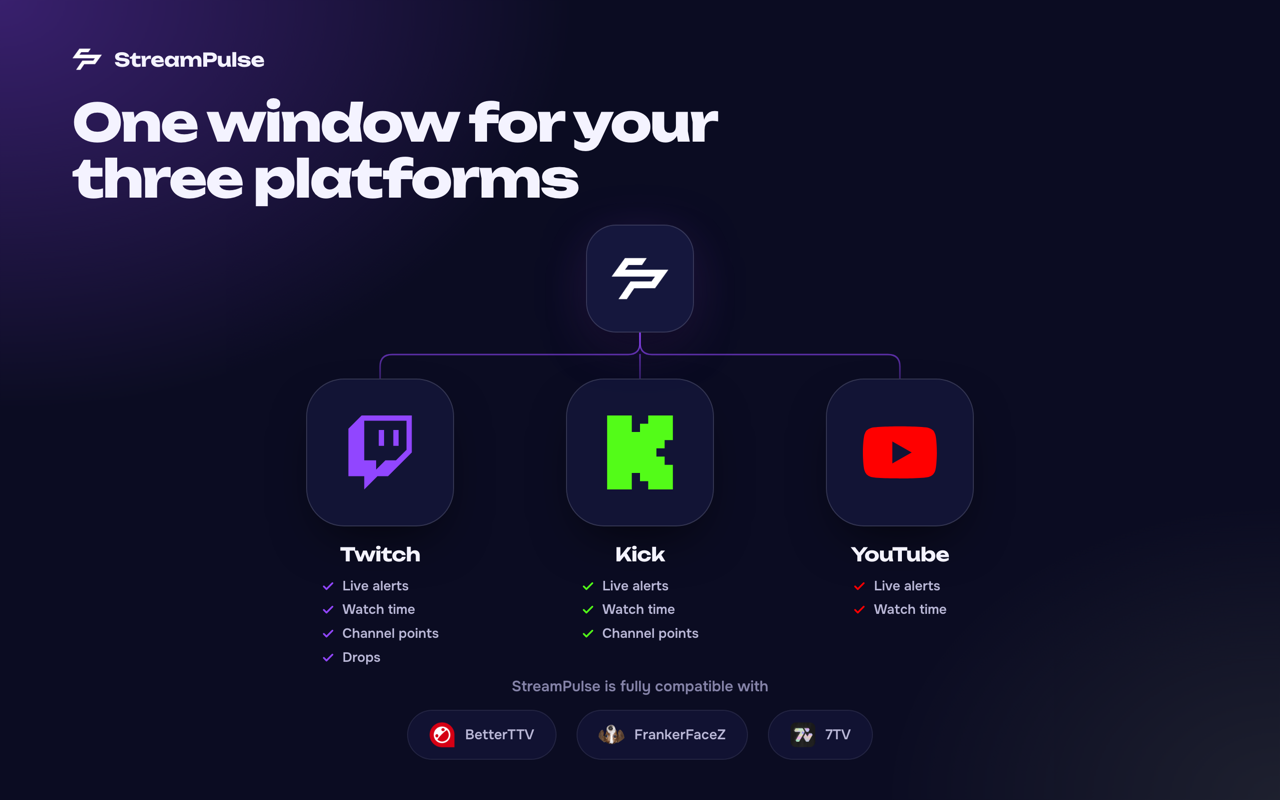 StreamPulse
One window for your
three platforms
Twitch
Live alerts
Watch time
Channel points
Drops
Kick
Live alerts
Watch time
Channel points
YouTube
Live alerts
Watch time
StreamPulse is fully compatible with
BetterTTV
FrankerFaceZ
7TV